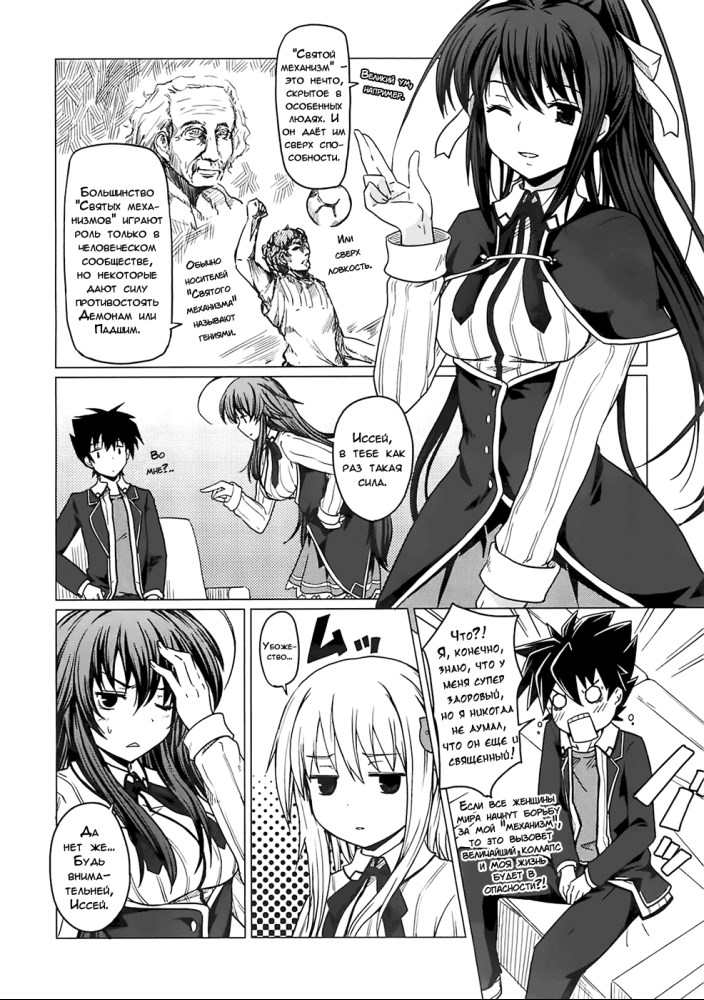 "Святой
механизм" –
это нечто,
скрытое в
особенных
людях. И
он даёт им
сверх спо-
собности.
Великий ум,
например.
Большинство
"Святых меха-
низмов" играют
роль только в
человеческом
сообществе,
но некоторые
дают силу
противостоять
Демонам или
Падшим.
Или
сверх
ловкость.
Обычно
носителей
"Святого
механизма"
называют
гениями.
Иссей,
в тебе как
раз такая
сила.
Во
мне?..
Что?!
Я, конечно,
знаю, что у
меня супер
здоровый,
но я никогда
не думал,
что он еще и
священный!
Если все женщины
мира начнут борьбу
за мой "механизм",
то это вызовет
величайший коллапс
и моя жизнь
будет в
опасности?!
Убоже-
ство...
ムッ
Да
нет же...
Будь
внима-
тельней,
Иссей.